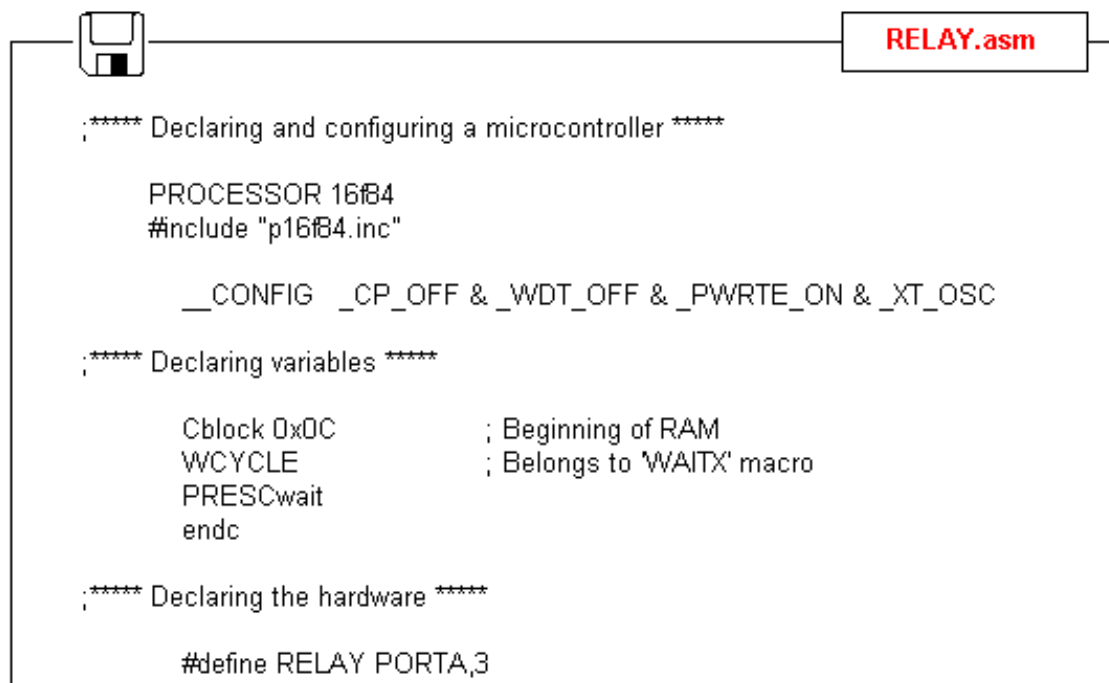 RELAY.asm
;***** Declaring and configuring a microcontroller *****
PROCESSOR 16f84
#include "p16f84.inc"
__CONFIG _CP_OFF & _WDT_OFF & _PWRTE_ON & _XT_OSC
;***** Declaring variables *****
Cblock 0x0C ; Beginning of RAM
WCYCLE ; Belongs to 'WAITX' macro
PRESCwait
endc
;***** Declaring the hardware *****
#define RELAY PORTA,3